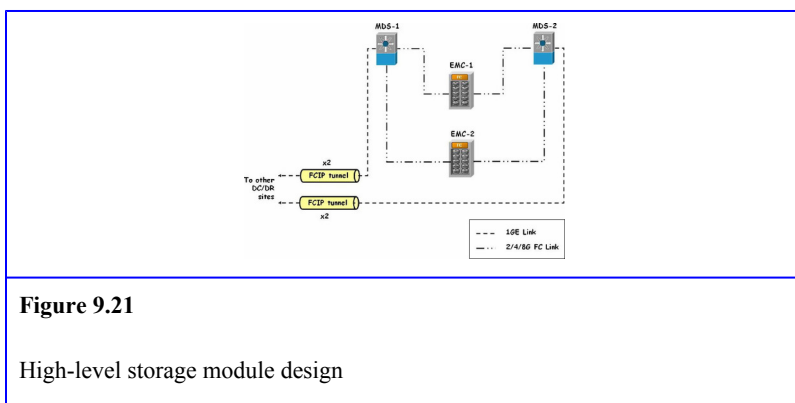 MDS-1
MDS-2
EMC-1
EMC-2
x2
FCIP tunnel
To other
DC/DR
sites
FCIP tunnel
x2
1GE Link
2/4/8G FC Link
Figure 9.21
High-level storage module design